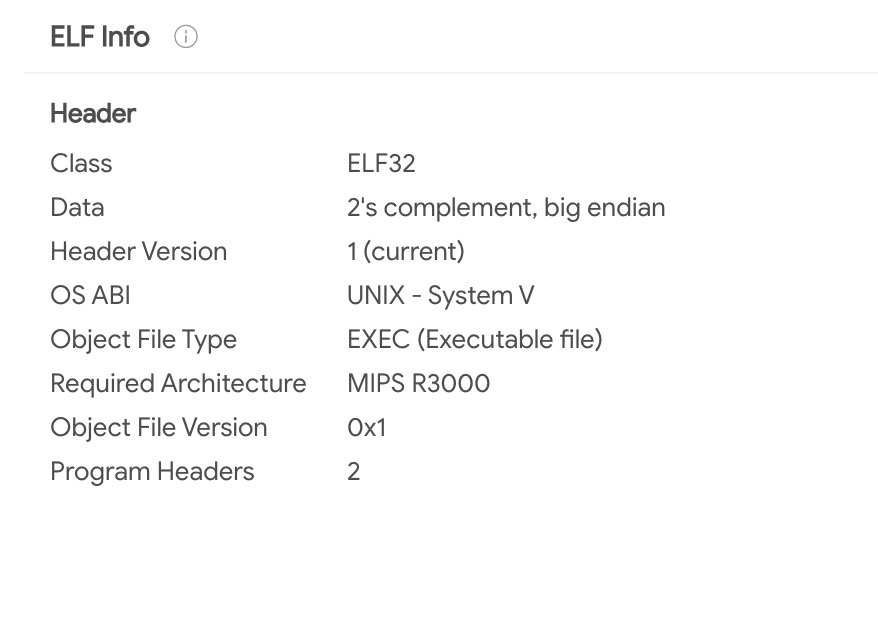 ELF Info
Header
Class ELF32
Data 2's complement, big endian
Header Version 1 (current)
OS ABI UNIX - System V
Object File Type EXEC (Executable file)
Required Architecture MIPS R3000
Object File Version 0x1
Program Headers 2